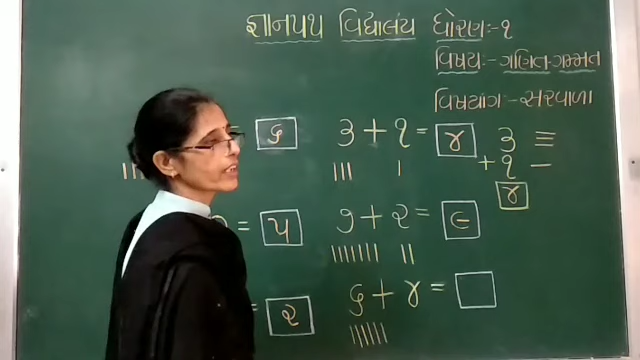 જ્ઞાનપથ વિદ્યાલય ધોરણ:-૧
વિષય:- ગણિત-ગમ્મત
વિષયાંગ:- સરવાળા
૬
૩ + ૧ = ૪
૩
+ ૧
૪
= ૫
૭ + ૨ = ૯
= ૨
૬ + ૪ =